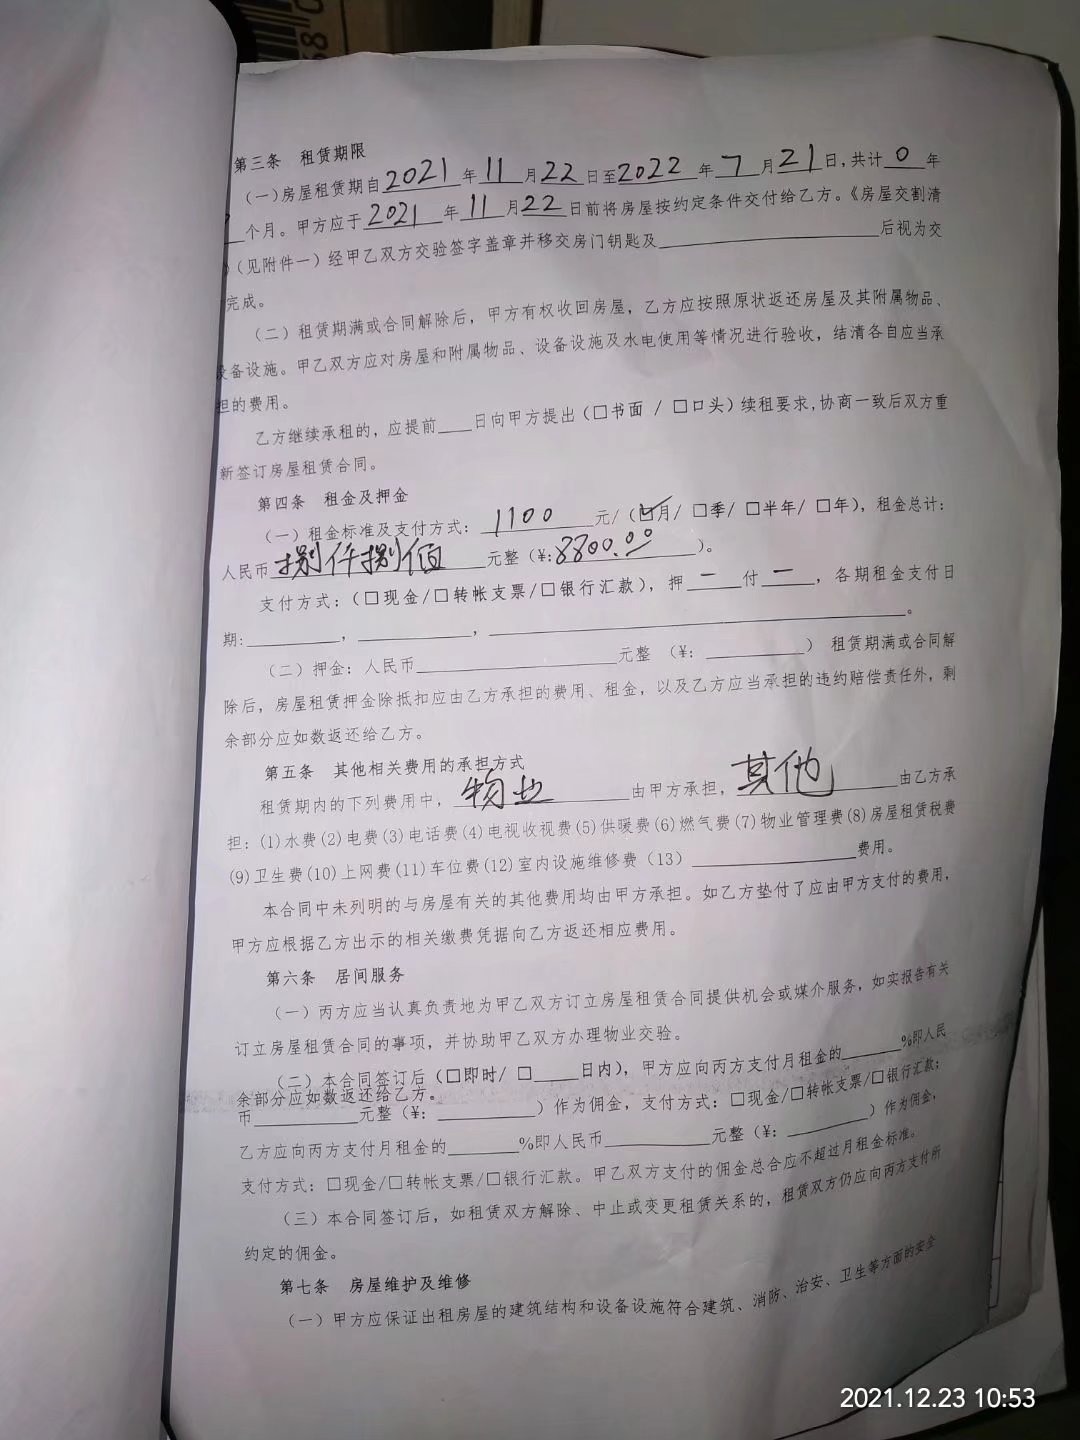 第三条 租赁期限
(一)房屋租赁期自2021年11月22日至2022年7月21日,共计0年
个月。甲方应于2021年11月22日前将房屋按约定条件交付给乙方。《房屋交割清
(见附件一)经甲乙双方交验签字盖章并移交房门钥匙及____后视为交
完成。
(二)租赁期满或合同解除后,甲方有权收回房屋,乙方应按照原状返还房屋及其附属物品、
设备设施。甲乙双方应对房屋和附属物品、设备设施及水电使用等情况进行验收,结清各自应当承
担的费用。
乙方继续承租的,应提前____日向甲方提出(□书面 / □口头)续租要求,协商一致后双方重
新签订房屋租赁合同。
第四条 租金及押金
(一)租金标准及支付方式:1100元/(☑月/ □季/ □半年/ □年),租金总计:
人民币捌仟捌佰元整(¥:8800.00)。
支付方式:(□现金/□转帐支票/□银行汇款),押一付一,各期租金支付日
期:____,____,____。
(二)押金:人民币____元整 (¥:____) 租赁期满或合同解
除后,房屋租赁押金除抵扣应由乙方承担的费用、租金,以及乙方应当承担的违约赔偿责任外,剩
余部分应如数返还给乙方。
第五条 其他相关费用的承担方式
租赁期内的下列费用中,物业由甲方承担,其他由乙方承
担:(1)水费(2)电费(3)电话费(4)电视收视费(5)供暖费(6)燃气费(7)物业管理费(8)房屋租赁税费
(9)卫生费(10)上网费(11)车位费(12)室内设施维修费(13)____费用。
本合同中未列明的与房屋有关的其他费用均由甲方承担。如乙方垫付了应由甲方支付的费用,
甲方应根据乙方出示的相关缴费凭据向乙方返还相应费用。
第六条 居间服务
(一)丙方应当认真负责地为甲乙双方订立房屋租赁合同提供机会或媒介服务,如实报告有关
订立房屋租赁合同的事项,并协助甲乙双方办理物业交验。
(二)本合同签订后(□即时/ □____日内),甲方应向丙方支付月租金的____%即人民
余部分应如数返还给乙方。
币____元整(¥:____)作为佣金,支付方式:□现金/□转帐支票/□银行汇款;
乙方应向丙方支付月租金的____%即人民币____元整(¥:____)作为佣金,
支付方式:□现金/□转帐支票/□银行汇款。甲乙双方支付的佣金总合应不超过月租金标准。
(三)本合同签订后,如租赁双方解除、中止或变更租赁关系的,租赁双方仍应向丙方支付所
约定的佣金。
第七条 房屋维护及维修
(一)甲方应保证出租房屋的建筑结构和设备设施符合建筑、消防、治安、卫生等方面的安全
2021.12.23 10:53